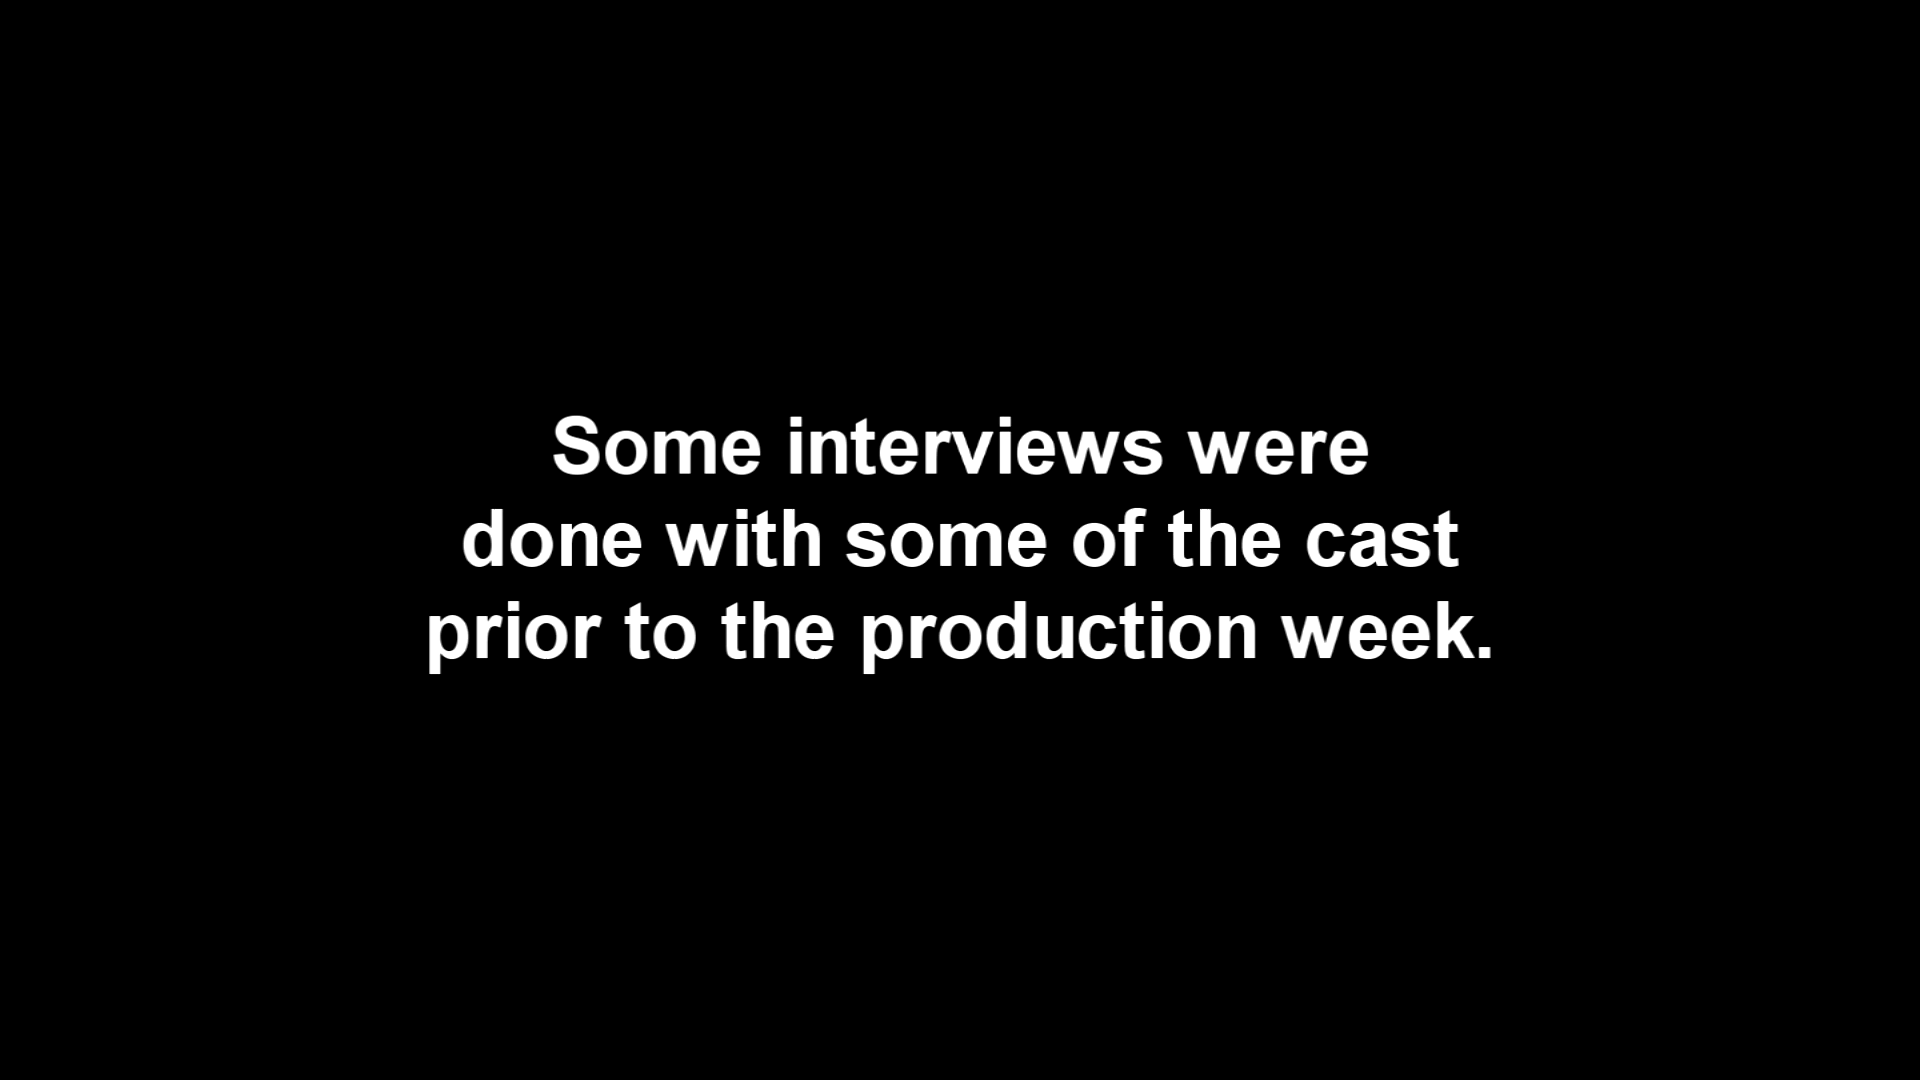 Some interviews were
done with some of the cast
prior to the production week.